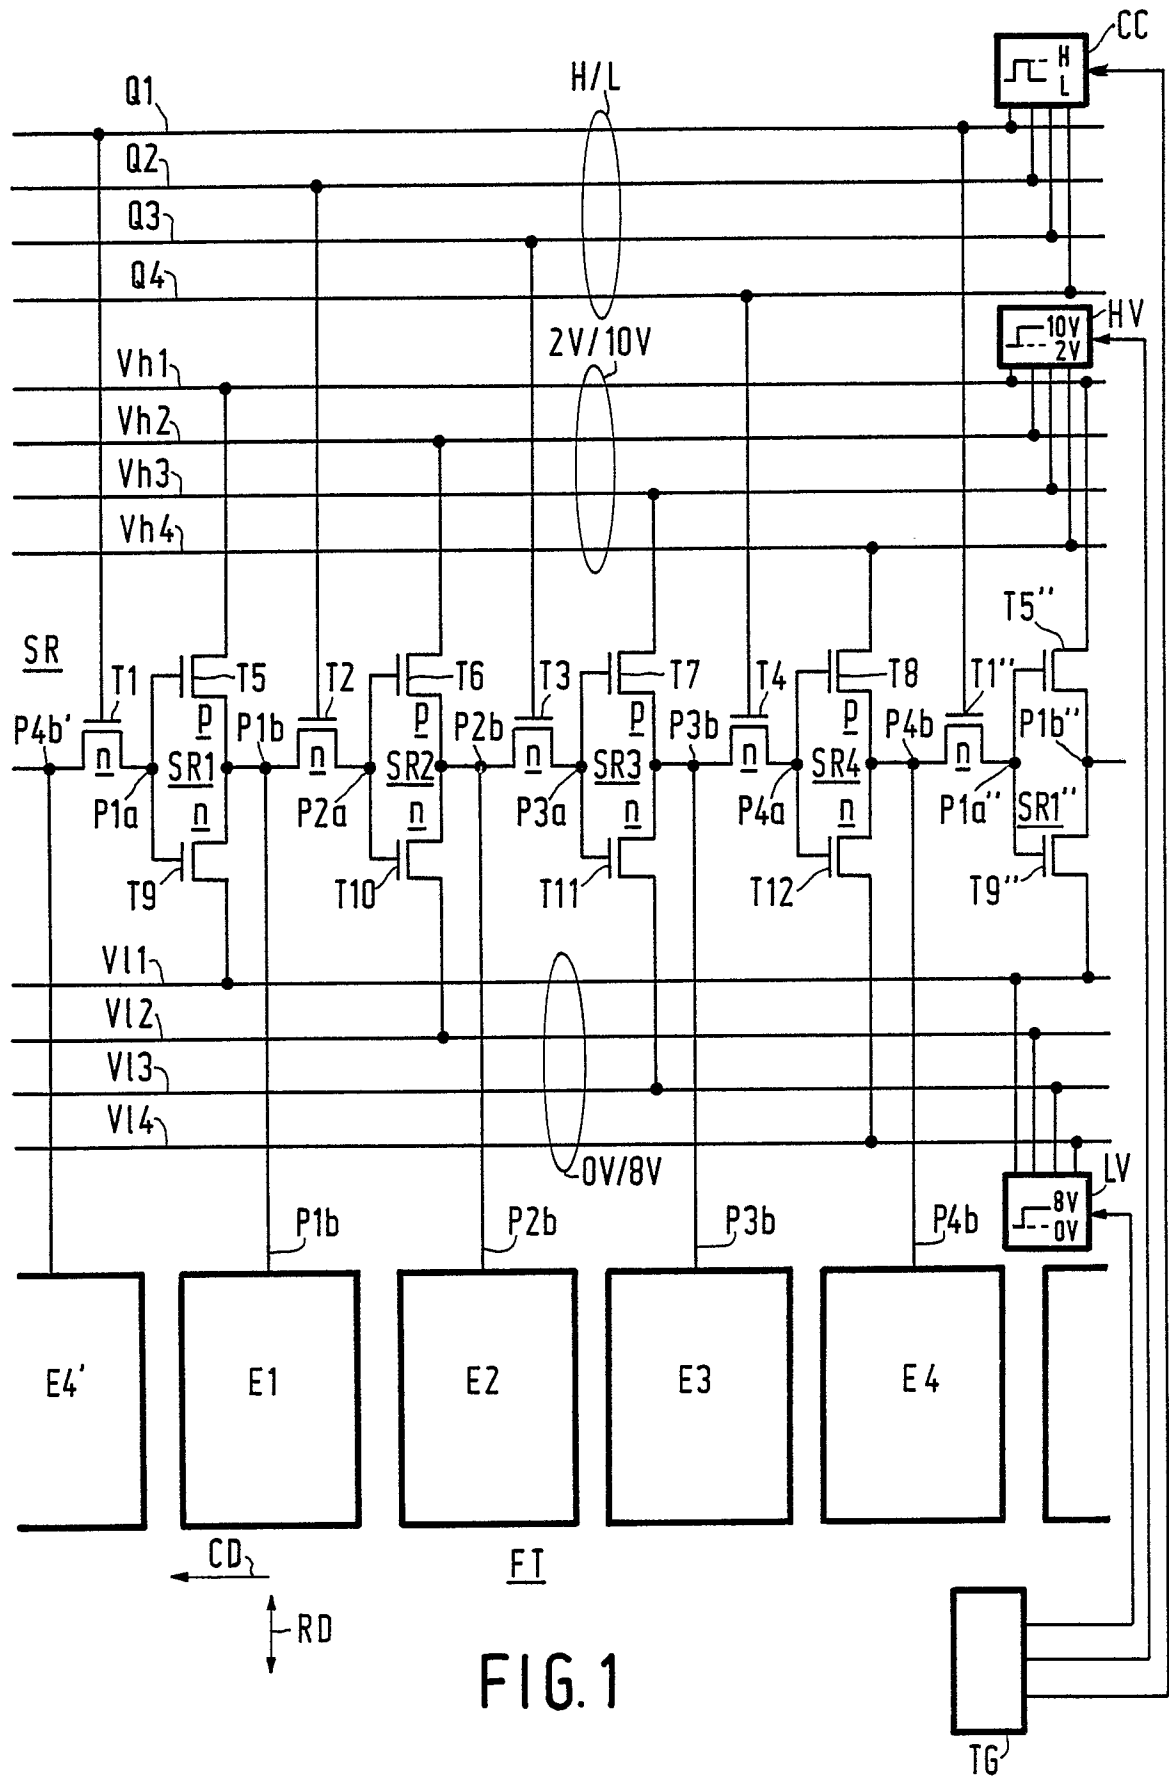 CC
H
L
Q1
H/L
Q2
Q3
Q4
HV
10V
2V
2V/10V
Vh1
Vh2
Vh3
Vh4
T5''
SR
T1
T5
T2
T6
T3
T7
T4
T8
T1''
P4b'
p
P1b
p
P2b
p
P3b
p
P4b
P1b''
n
SR1
n
SR2
n
SR3
n
SR4
n
P1a
n
P2a
n
P3a
n
P4a
n
P1a''
SR1''
T9
T10
T11
T12
T9''
Vl1
Vl2
Vl3
Vl4
0V/8V
LV
8V
0V
P1b
P2b
P3b
P4b
E4'
E1
E2
E3
E4
CD
FT
RD
FIG.1
TG